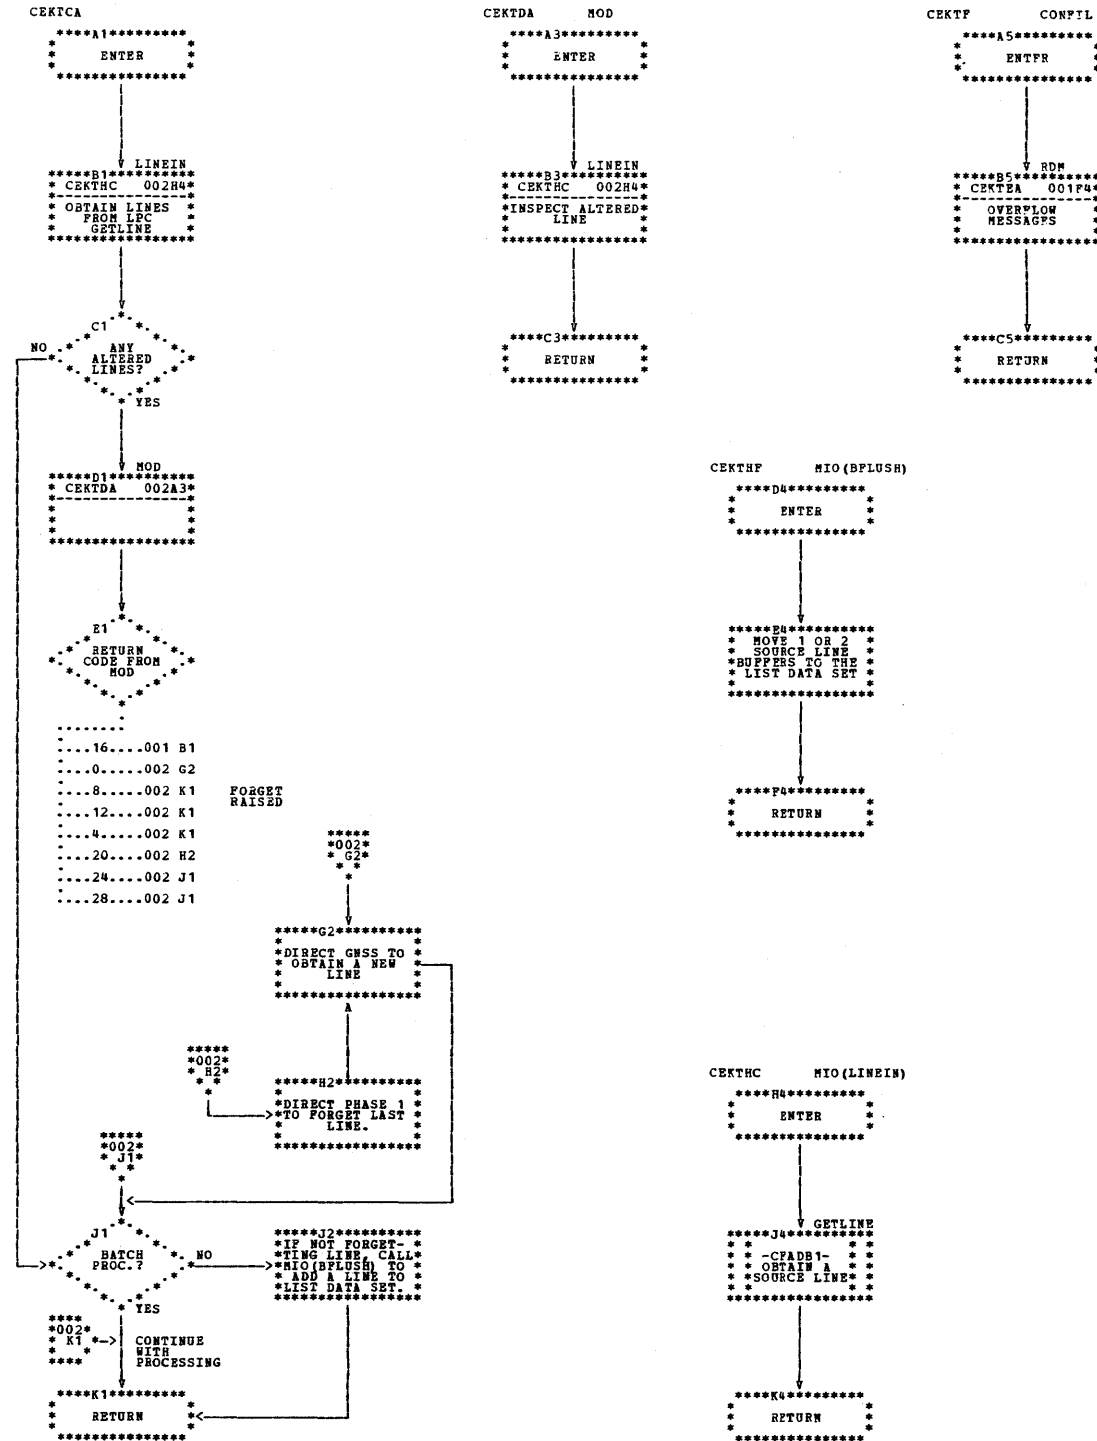 CEKTCA
A1
ENTER
LINEIN
B1
CEKTHC 002H4
OBTAIN LINES
FROM LPC
GETLINE
C1
ANY
ALTERED
LINES?
NO
YES
MOD
D1
CEKTDA 002A3
E1
RETURN
CODE FROM
MOD
....16....001 B1
....0.....002 G2
....8.....002 K1
....12....002 K1
....4.....002 K1
....20....002 H2
....24....002 J1
....28....002 J1
FORGET
RAISED
002
G2
G2
DIRECT GNSS TO
OBTAIN A NEW
LINE
002
H2
H2
DIRECT PHASE 1
TO FORGET LAST
LINE.
002
J1
J1
BATCH
PROC.?
NO
YES
J2
IF NOT FORGET-
TING LINE, CALL
MIO(BFLUSH) TO
ADD A LINE TO
LIST DATA SET.
002
K1
CONTINUE
WITH
PROCESSING
K1
RETURN
CEKTDA MOD
A3
ENTER
LINEIN
B3
CEKTHC 002H4
INSPECT ALTERED
LINE
C3
RETURN
CEKTF CONFIL
A5
ENTFR
RDM
B5
CEKTEA 001F4
OVERFLOW
MESSAGES
C5
RETURN
CEKTHF MIO(BFLUSH)
D4
ENTER
E4
MOVE 1 OR 2
SOURCE LINE
BUFFERS TO THE
LIST DATA SET
F4
RETURN
CEKTHC MIO(LINEIN)
H4
ENTER
GETLINE
J4
-CFADB1-
OBTAIN A
SOURCE LINE
K4
RETURN